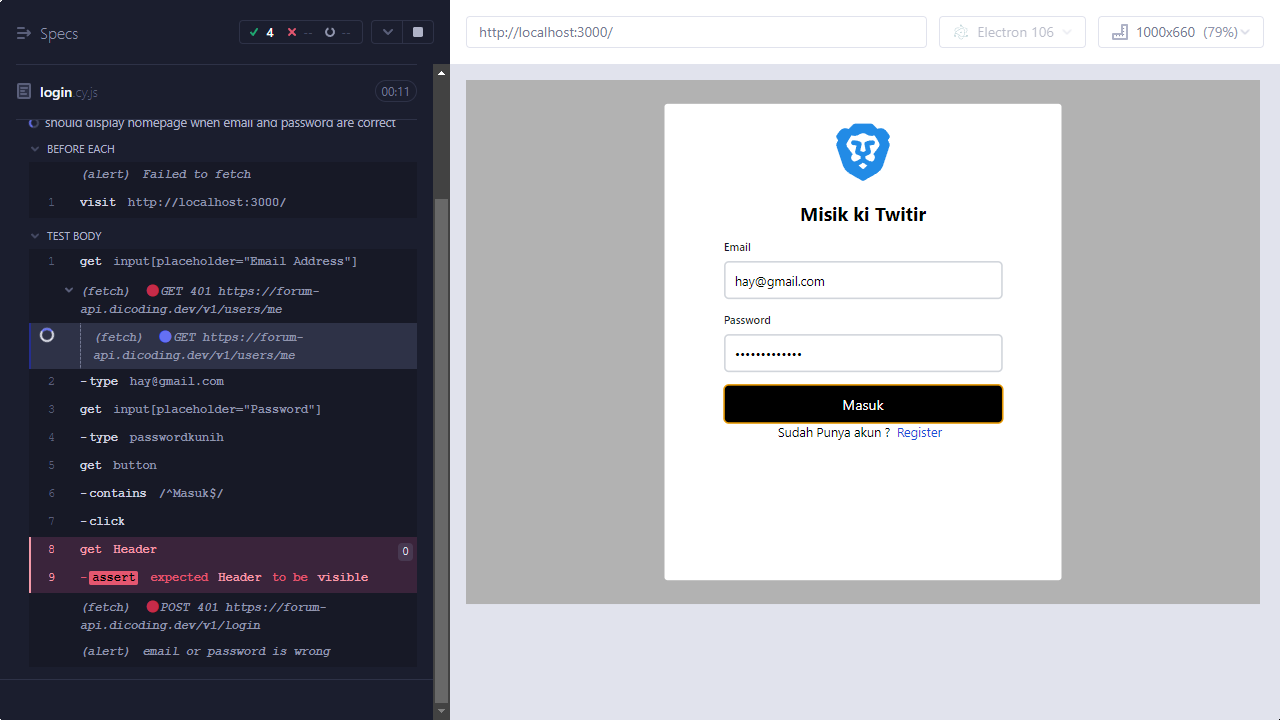 Specs
4 -- --
http://localhost:3000/
Electron 106
1000x660 (79%)
login.cy.js
00:11
should display homepage when email and password are correct
BEFORE EACH
(alert) Failed to fetch
1 visit http://localhost:3000/
TEST BODY
1 get input[placeholder="Email Address"]
(fetch) GET 401 https://forum-
api.dicoding.dev/v1/users/me
(fetch) GET https://forum-
api.dicoding.dev/v1/users/me
2 -type hay@gmail.com
3 get input[placeholder="Password"]
4 -type passwordkunih
5 get button
6 -contains /^Masuk$/
7 -click
8 get Header 0
9 -assert expected Header to be visible
(fetch) POST 401 https://forum-
api.dicoding.dev/v1/login
(alert) email or password is wrong
Misik ki Twitir
Email
hay@gmail.com
Password
•••••••••••••
Masuk
Sudah Punya akun ? Register